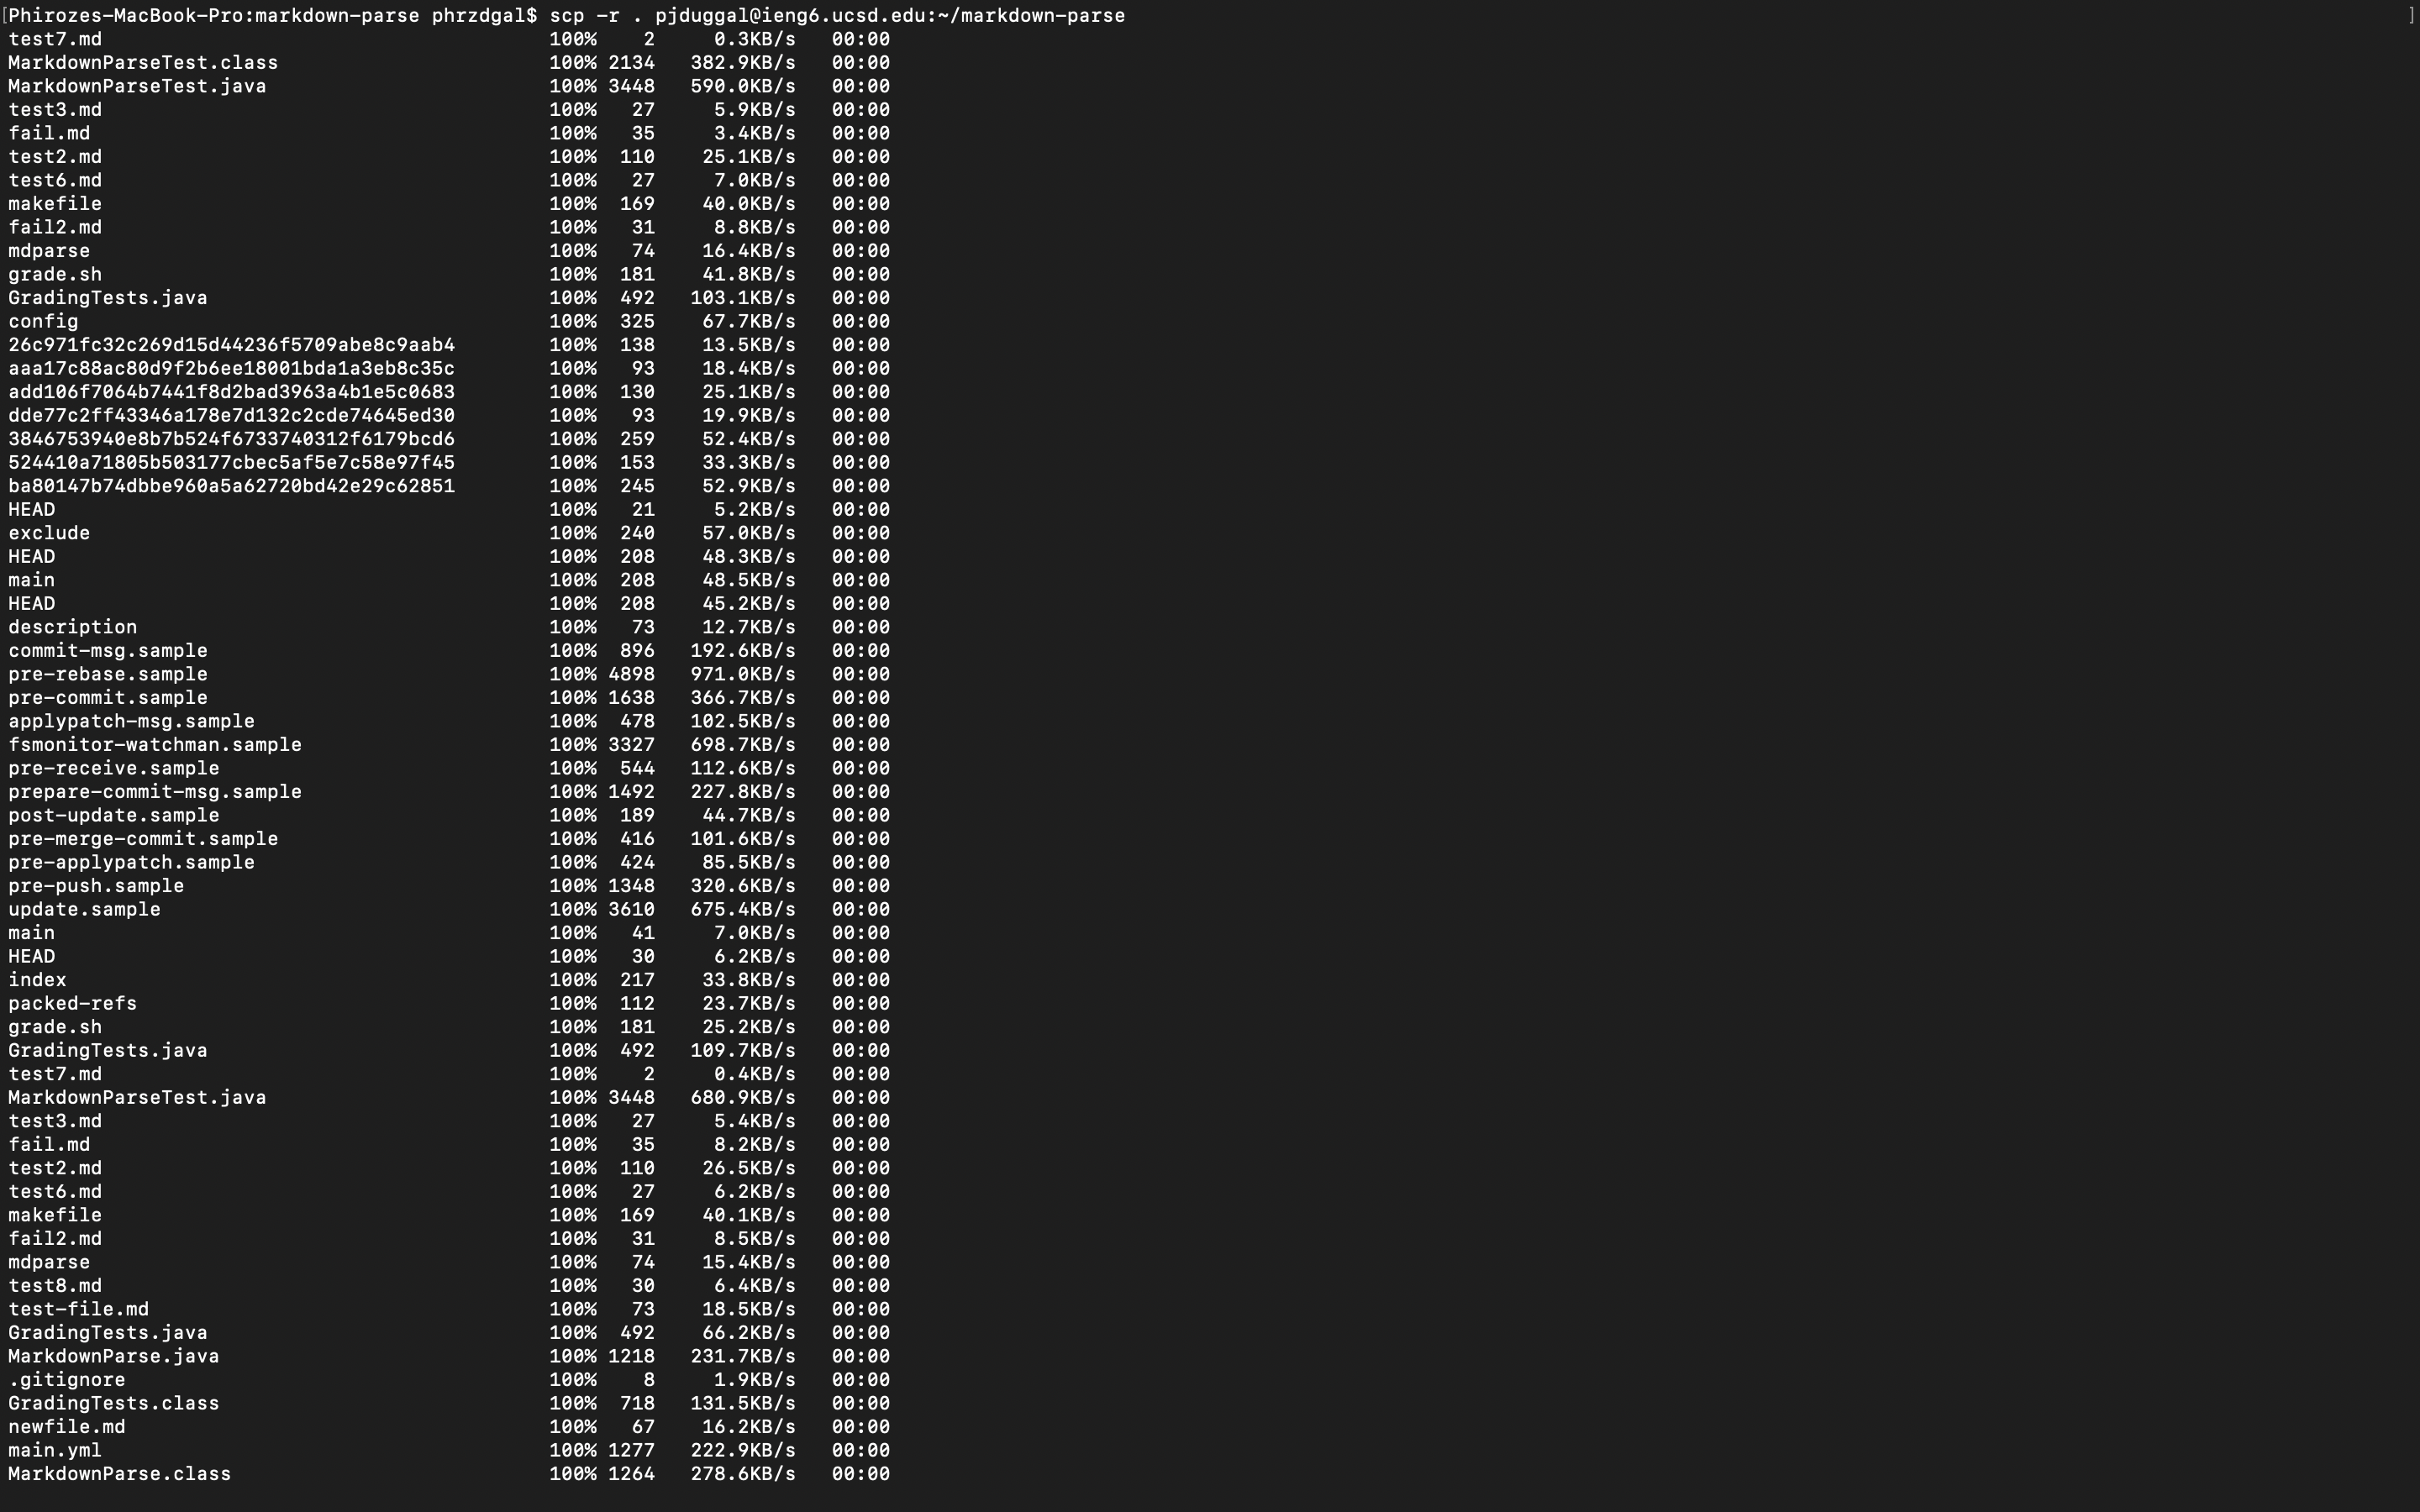 [Phirozes-MacBook-Pro:markdown-parse phrzdgal$ scp -r . pjduggal@ieng6.ucsd.edu:~/markdown-parse ]
test7.md 100% 2 0.3KB/s 00:00
MarkdownParseTest.class 100% 2134 382.9KB/s 00:00
MarkdownParseTest.java 100% 3448 590.0KB/s 00:00
test3.md 100% 27 5.9KB/s 00:00
fail.md 100% 35 3.4KB/s 00:00
test2.md 100% 110 25.1KB/s 00:00
test6.md 100% 27 7.0KB/s 00:00
makefile 100% 169 40.0KB/s 00:00
fail2.md 100% 31 8.8KB/s 00:00
mdparse 100% 74 16.4KB/s 00:00
grade.sh 100% 181 41.8KB/s 00:00
GradingTests.java 100% 492 103.1KB/s 00:00
config 100% 325 67.7KB/s 00:00
26c971fc32c269d15d44236f5709abe8c9aab4 100% 138 13.5KB/s 00:00
aaa17c88ac80d9f2b6ee18001bda1a3eb8c35c 100% 93 18.4KB/s 00:00
add106f7064b7441f8d2bad3963a4b1e5c0683 100% 130 25.1KB/s 00:00
dde77c2ff43346a178e7d132c2cde74645ed30 100% 93 19.9KB/s 00:00
3846753940e8b7b524f6733740312f6179bcd6 100% 259 52.4KB/s 00:00
524410a71805b503177cbec5af5e7c58e97f45 100% 153 33.3KB/s 00:00
ba80147b74dbbe960a5a62720bd42e29c62851 100% 245 52.9KB/s 00:00
HEAD 100% 21 5.2KB/s 00:00
exclude 100% 240 57.0KB/s 00:00
HEAD 100% 208 48.3KB/s 00:00
main 100% 208 48.5KB/s 00:00
HEAD 100% 208 45.2KB/s 00:00
description 100% 73 12.7KB/s 00:00
commit-msg.sample 100% 896 192.6KB/s 00:00
pre-rebase.sample 100% 4898 971.0KB/s 00:00
pre-commit.sample 100% 1638 366.7KB/s 00:00
applypatch-msg.sample 100% 478 102.5KB/s 00:00
fsmonitor-watchman.sample 100% 3327 698.7KB/s 00:00
pre-receive.sample 100% 544 112.6KB/s 00:00
prepare-commit-msg.sample 100% 1492 227.8KB/s 00:00
post-update.sample 100% 189 44.7KB/s 00:00
pre-merge-commit.sample 100% 416 101.6KB/s 00:00
pre-applypatch.sample 100% 424 85.5KB/s 00:00
pre-push.sample 100% 1348 320.6KB/s 00:00
update.sample 100% 3610 675.4KB/s 00:00
main 100% 41 7.0KB/s 00:00
HEAD 100% 30 6.2KB/s 00:00
index 100% 217 33.8KB/s 00:00
packed-refs 100% 112 23.7KB/s 00:00
grade.sh 100% 181 25.2KB/s 00:00
GradingTests.java 100% 492 109.7KB/s 00:00
test7.md 100% 2 0.4KB/s 00:00
MarkdownParseTest.java 100% 3448 680.9KB/s 00:00
test3.md 100% 27 5.4KB/s 00:00
fail.md 100% 35 8.2KB/s 00:00
test2.md 100% 110 26.5KB/s 00:00
test6.md 100% 27 6.2KB/s 00:00
makefile 100% 169 40.1KB/s 00:00
fail2.md 100% 31 8.5KB/s 00:00
mdparse 100% 74 15.4KB/s 00:00
test8.md 100% 30 6.4KB/s 00:00
test-file.md 100% 73 18.5KB/s 00:00
GradingTests.java 100% 492 66.2KB/s 00:00
MarkdownParse.java 100% 1218 231.7KB/s 00:00
.gitignore 100% 8 1.9KB/s 00:00
GradingTests.class 100% 718 131.5KB/s 00:00
newfile.md 100% 67 16.2KB/s 00:00
main.yml 100% 1277 222.9KB/s 00:00
MarkdownParse.class 100% 1264 278.6KB/s 00:00